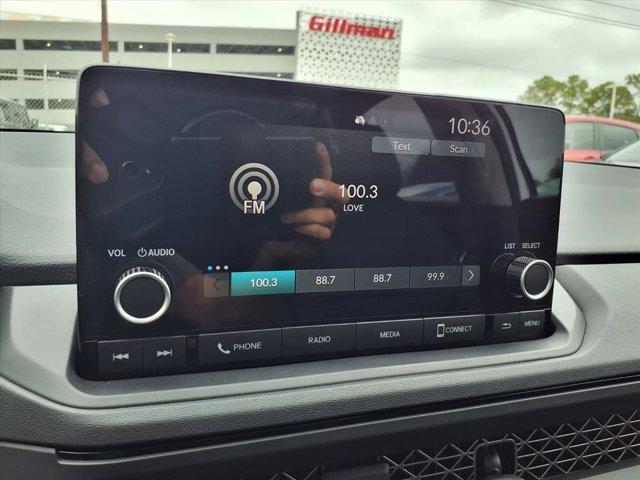 Gillman
10:36
Text Scan
FM
100.3
LOVE
VOL AUDIO
LIST SELECT
100.3 88.7 88.7 99.9
PHONE RADIO MEDIA CONNECT MENU